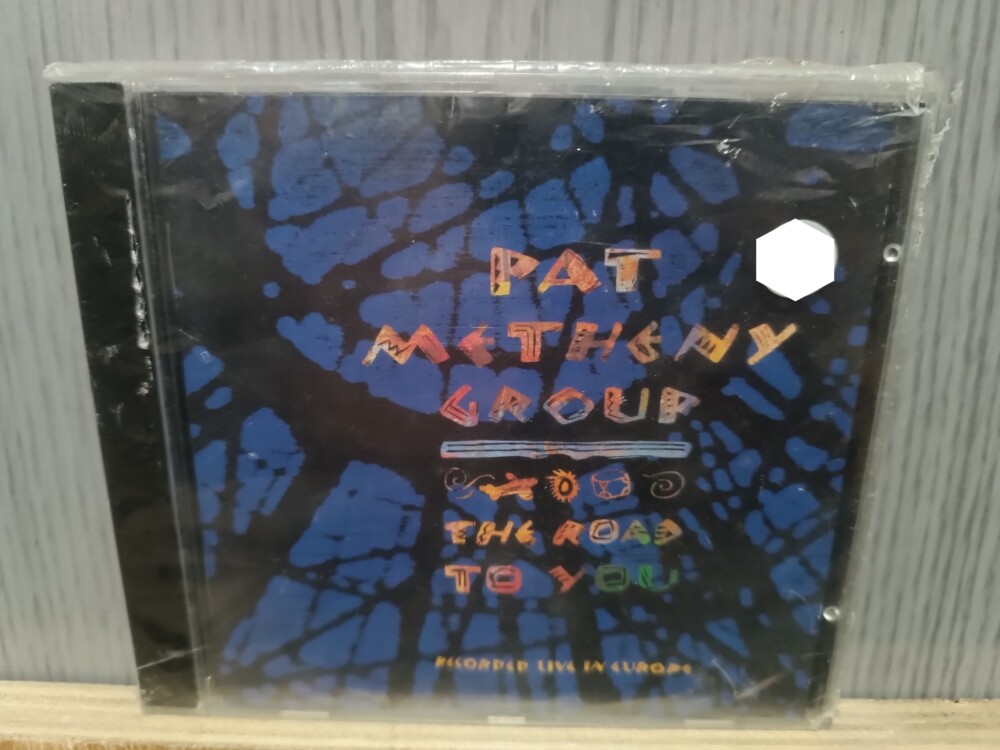 PAT
METHENY
GROUP
THE ROAD
TO YOU
RECORDED LIVE IN EUROPE